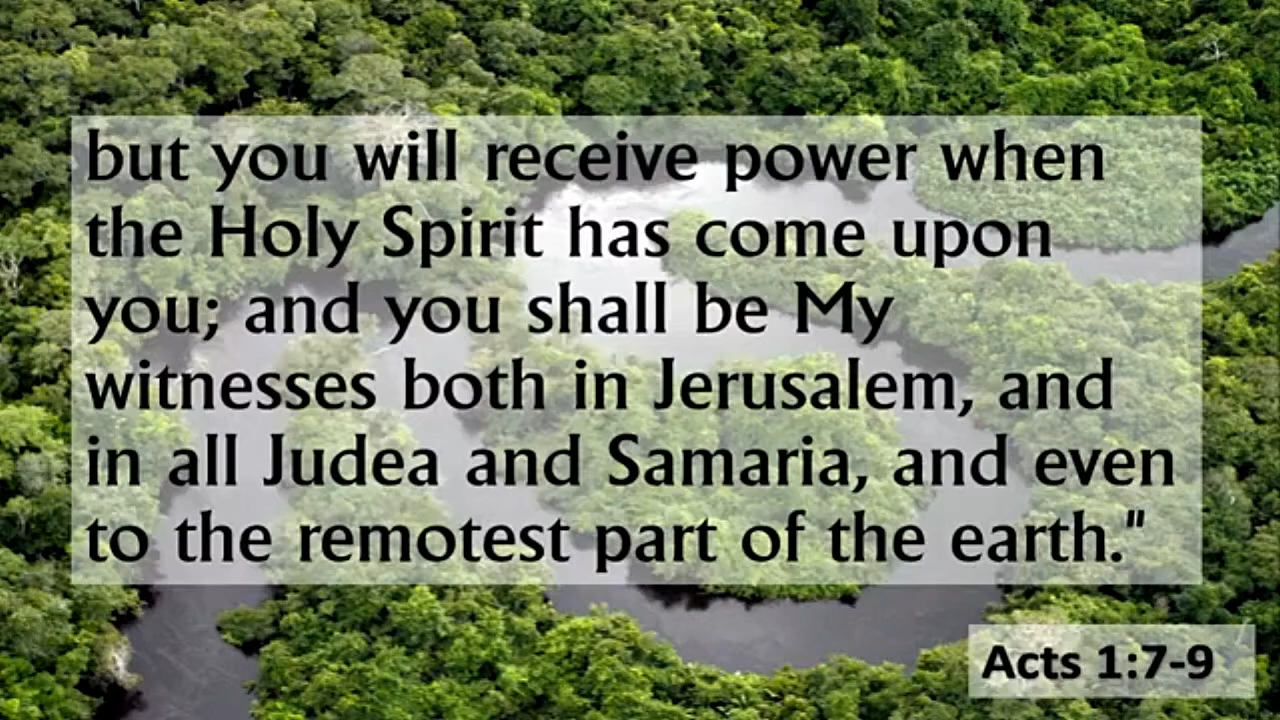 but you will receive power when
the Holy Spirit has come upon
you; and you shall be My
witnesses both in Jerusalem, and
in all Judea and Samaria, and even
to the remotest part of the earth."
Acts 1:7-9